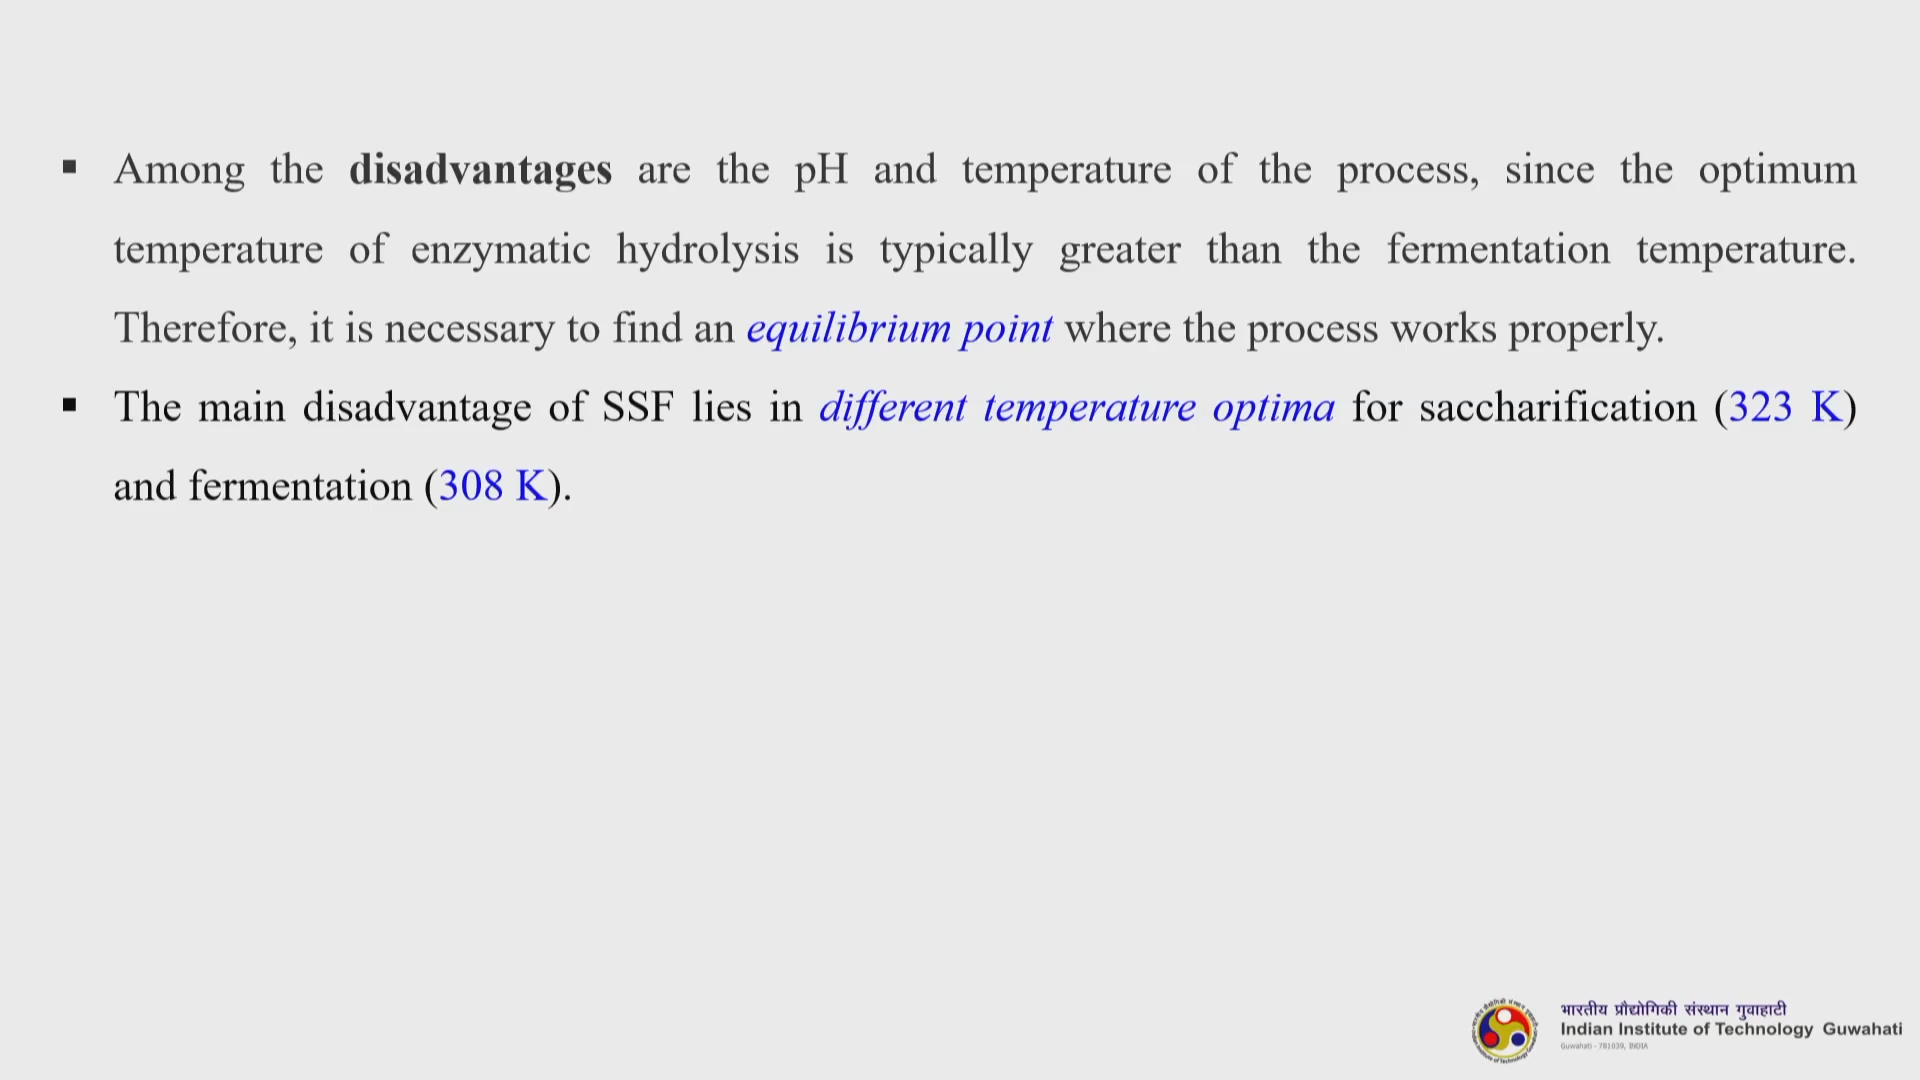 ▪ Among the disadvantages are the pH and temperature of the process, since the optimum
temperature of enzymatic hydrolysis is typically greater than the fermentation temperature.
Therefore, it is necessary to find an equilibrium point where the process works properly.
▪ The main disadvantage of SSF lies in different temperature optima for saccharification (323 K)
and fermentation (308 K).
भारतीय प्रौद्योगिकी संस्थान गुवाहाटी
Indian Institute of Technology Guwahati
Guwahati - 781039, INDIA